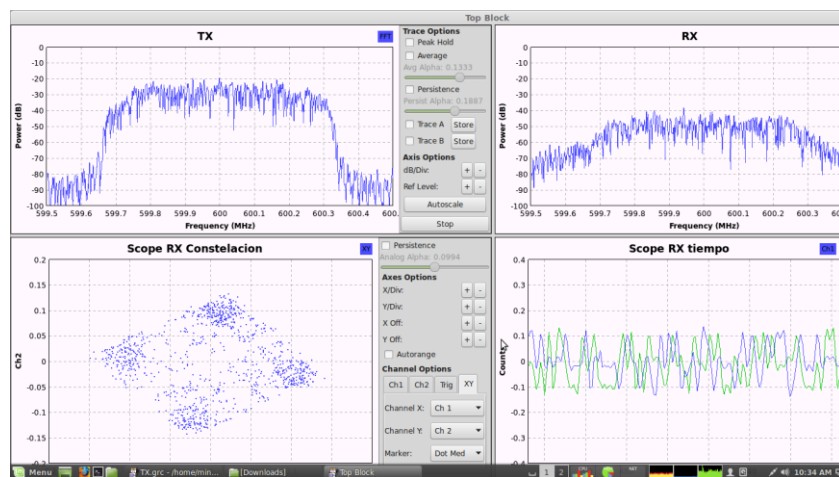 Top Block
TX
FFT
Power (dB)
0
-10
-20
-30
-40
-50
-60
-70
-80
-90
-100
599.5 599.6 599.7 599.8 599.9 600 600.1 600.2 600.3 600.
Frequency (MHz)
Trace Options
Peak Hold
Average
Avg Alpha: 0.1333
Persistence
Persist Alpha: 0.1887
Trace A Store
Trace B Store
Axis Options
dB/Div: + -
Ref Level: + -
Autoscale
Stop
RX
Power (dB)
0
-10
-20
-30
-40
-50
-60
-70
-80
-90
-100
599.5 599.6 599.7 599.8 599.9 600 600.1 600.2 600.3
Frequency (MHz)
Scope RX Constelacion
XY
Ch2
0.2
0.15
0.1
0.05
0
-0.05
-0.1
-0.15
-0.2
Persistence
Analog Alpha: 0.0994
Axes Options
X/Div: + -
Y/Div: + -
X Off: + -
Y Off: + -
Autorange
Channel Options
Ch1 Ch2 Trig XY
Channel X: Ch 1
Channel Y: Ch 2
Marker: Dot Med
Scope RX tiempo
Ch1
Counts
0.4
0.3
0.2
0.1
0
-0.1
-0.2
-0.3
-0.4
Menu TX.grc - /home/min... [Downloads] Top Block 1 2 CPU NET 10:34 AM